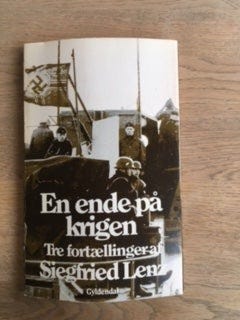 En ende på
krigen
Tre fortællinger af
Siegfried Lenz
Gyldendal